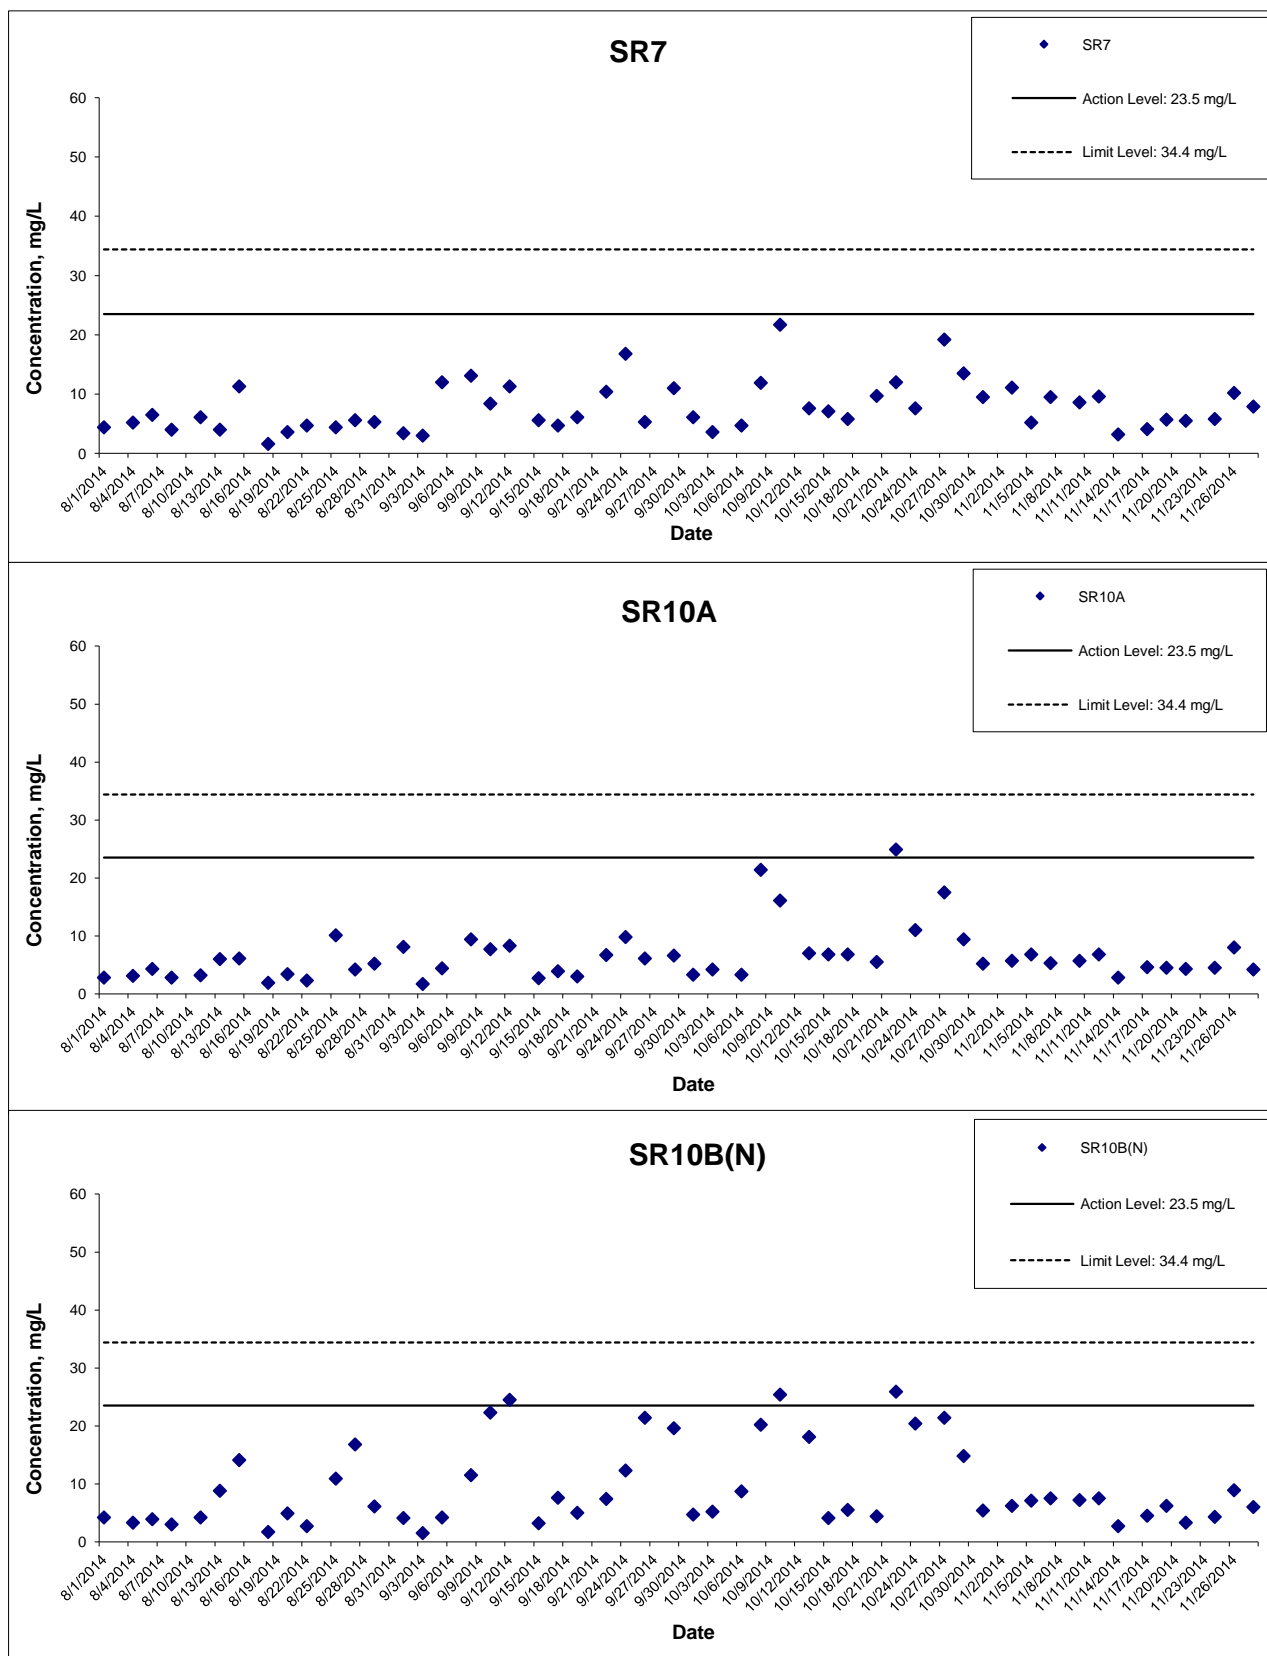 SR7
SR7
Action Level: 23.5 mg/L
Limit Level: 34.4 mg/L
Concentration, mg/L
60
50
40
30
20
10
0
8/1/2014 8/4/2014 8/7/2014 8/10/2014 8/13/2014 8/16/2014 8/19/2014 8/22/2014 8/25/2014 8/28/2014 8/31/2014 9/3/2014 9/6/2014 9/9/2014 9/12/2014 9/15/2014 9/18/2014 9/21/2014 9/24/2014 9/27/2014 9/30/2014 10/3/2014 10/6/2014 10/9/2014 10/12/2014 10/15/2014 10/18/2014 10/21/2014 10/24/2014 10/27/2014 10/30/2014 11/2/2014 11/5/2014 11/8/2014 11/11/2014 11/14/2014 11/17/2014 11/20/2014 11/23/2014 11/26/2014
Date
SR10A
SR10A
Action Level: 23.5 mg/L
Limit Level: 34.4 mg/L
Concentration, mg/L
60
50
40
30
20
10
0
8/1/2014 8/4/2014 8/7/2014 8/10/2014 8/13/2014 8/16/2014 8/19/2014 8/22/2014 8/25/2014 8/28/2014 8/31/2014 9/3/2014 9/6/2014 9/9/2014 9/12/2014 9/15/2014 9/18/2014 9/21/2014 9/24/2014 9/27/2014 9/30/2014 10/3/2014 10/6/2014 10/9/2014 10/12/2014 10/15/2014 10/18/2014 10/21/2014 10/24/2014 10/27/2014 10/30/2014 11/2/2014 11/5/2014 11/8/2014 11/11/2014 11/14/2014 11/17/2014 11/20/2014 11/23/2014 11/26/2014
Date
SR10B(N)
SR10B(N)
Action Level: 23.5 mg/L
Limit Level: 34.4 mg/L
Concentration, mg/L
60
50
40
30
20
10
0
8/1/2014 8/4/2014 8/7/2014 8/10/2014 8/13/2014 8/16/2014 8/19/2014 8/22/2014 8/25/2014 8/28/2014 8/31/2014 9/3/2014 9/6/2014 9/9/2014 9/12/2014 9/15/2014 9/18/2014 9/21/2014 9/24/2014 9/27/2014 9/30/2014 10/3/2014 10/6/2014 10/9/2014 10/12/2014 10/15/2014 10/18/2014 10/21/2014 10/24/2014 10/27/2014 10/30/2014 11/2/2014 11/5/2014 11/8/2014 11/11/2014 11/14/2014 11/17/2014 11/20/2014 11/23/2014 11/26/2014
Date